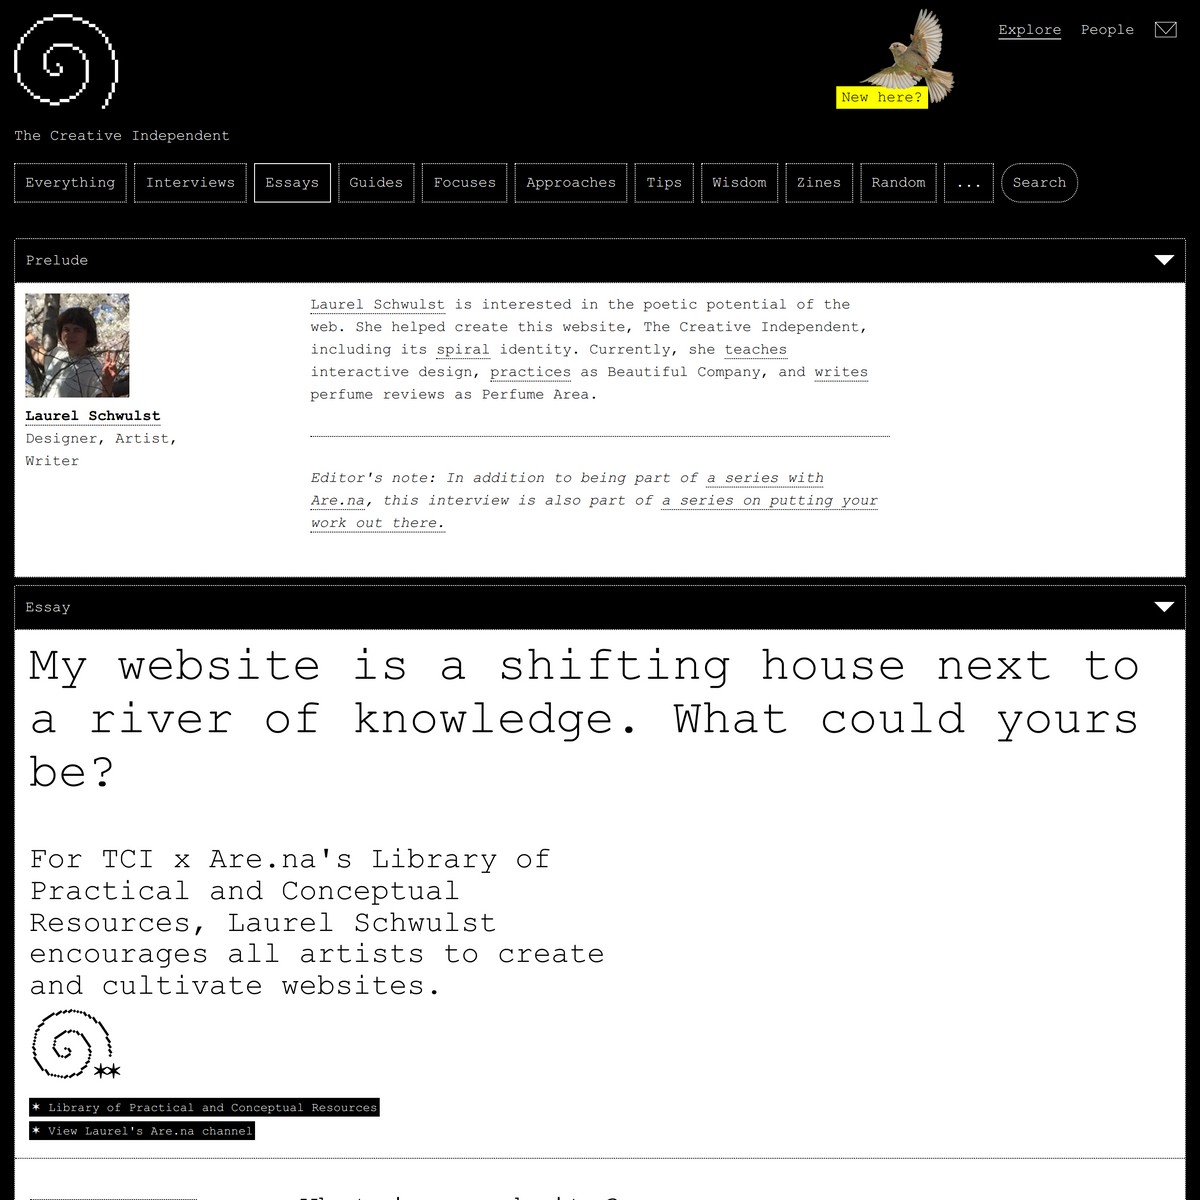 New here?
Explore People
The Creative Independent
Everything Interviews Essays Guides Focuses Approaches Tips Wisdom Zines Random ... Search
Prelude
Laurel Schwulst
Designer, Artist,
Writer
Laurel Schwulst is interested in the poetic potential of the
web. She helped create this website, The Creative Independent,
including its spiral identity. Currently, she teaches
interactive design, practices as Beautiful Company, and writes
perfume reviews as Perfume Area.
Editor's note: In addition to being part of a series with
Are.na, this interview is also part of a series on putting your
work out there.
Essay
My website is a shifting house next to
a river of knowledge. What could yours
be?
For TCI x Are.na's Library of
Practical and Conceptual
Resources, Laurel Schwulst
encourages all artists to create
and cultivate websites.
✶ Library of Practical and Conceptual Resources
✶ View Laurel's Are.na channel